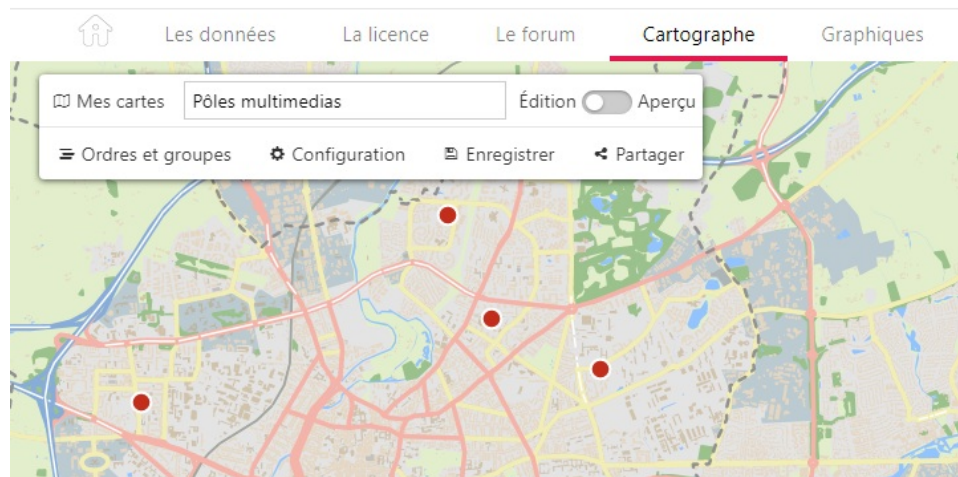 Les données La licence Le forum Cartographe Graphiques
Mes cartes Pôles multimedias Édition Aperçu
Ordres et groupes Configuration Enregistrer Partager